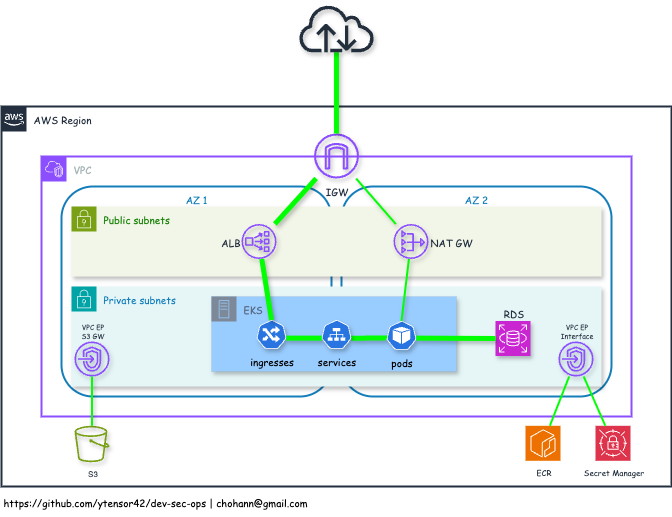 aws
AWS Region
VPC
IGW
AZ 1
AZ 2
Public subnets
ALB
NAT GW
Private subnets
EKS
RDS
VPC EP
S3 GW
VPC EP
Interface
ingresses
services
pods
S3
ECR
Secret Manager
https://github.com/ytensor42/dev-sec-ops | chohann@gmail.com